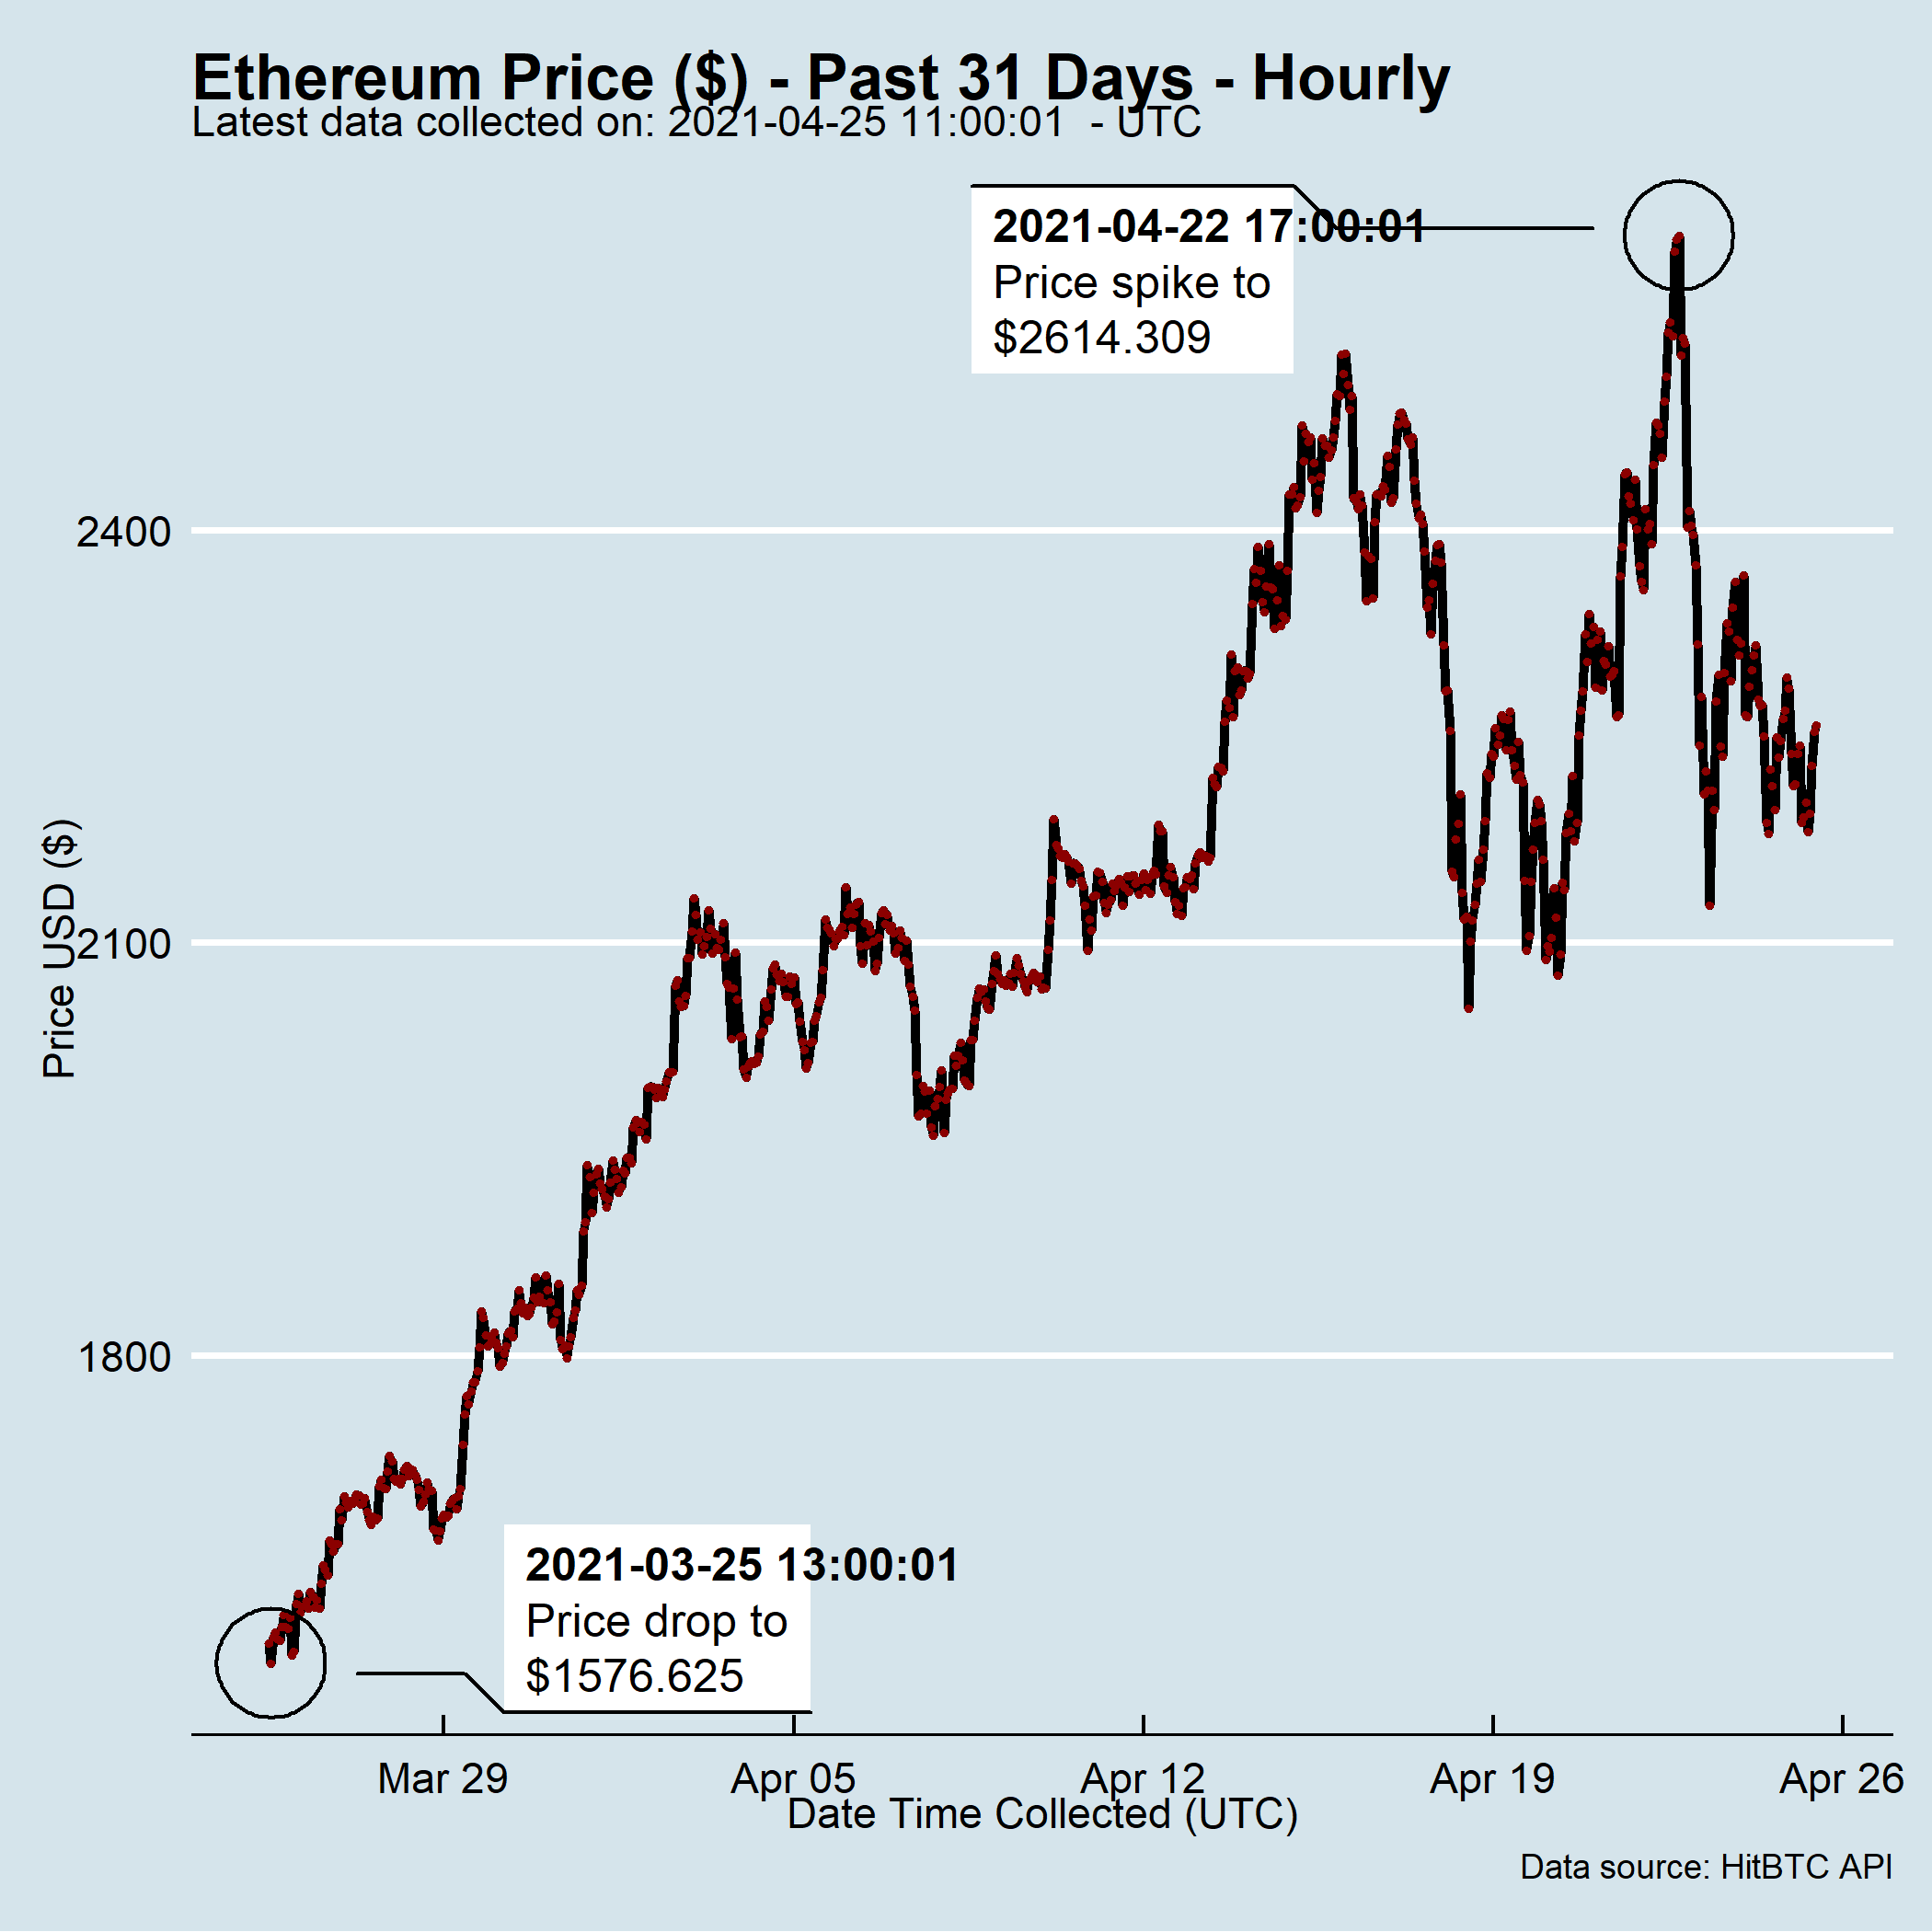 Ethereum Price ($) - Past 31 Days - Hourly
Latest data collected on: 2021-04-25 11:00:01  - UTC
2021-04-22 17:00:01
Price spike to
$2614.309
2400
Price USD ($)
2100
1800
2021-03-25 13:00:01
Price drop to
$1576.625
Mar 29 Apr 05 Apr 12 Apr 19 Apr 26
Date Time Collected (UTC)
Data source: HitBTC API